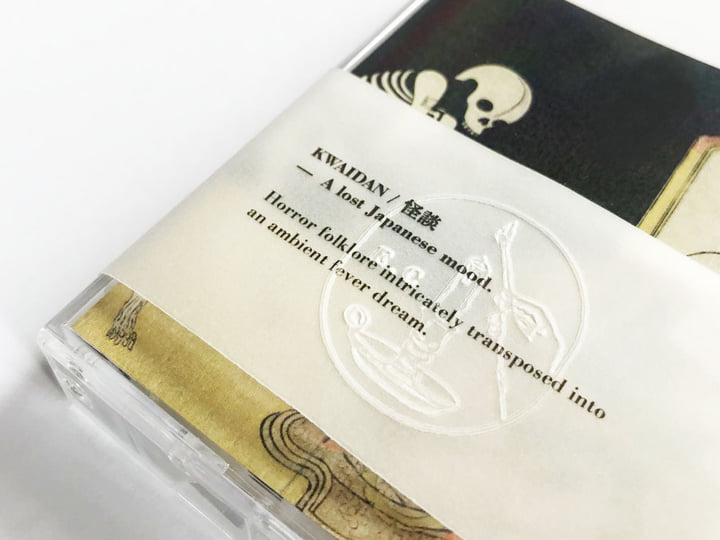 KWAIDAN / 怪談
— A lost Japanese mood.
Horror folklore intricately transposed into
an ambient fever dream.